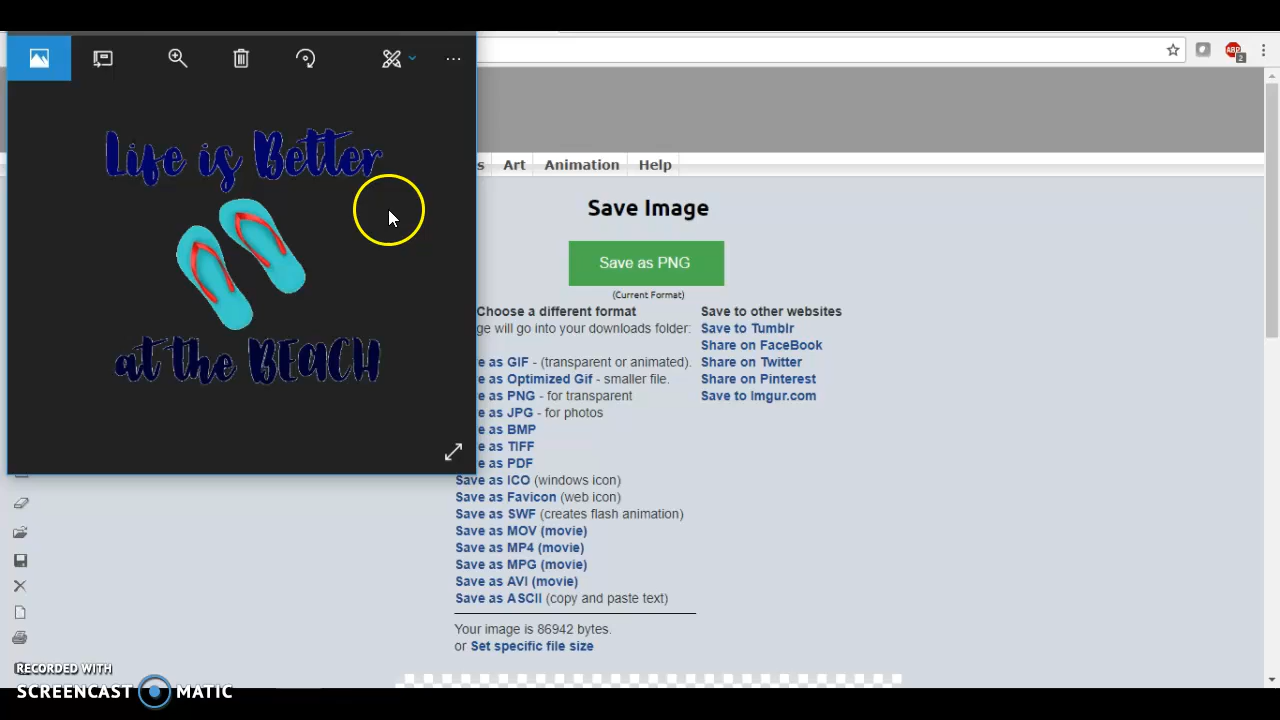 Life is Better
at the BEACH
2
s Art Animation Help
Save Image
Save as PNG
(Current Format)
Choose a different format
ge will go into your downloads folder:
e as GIF - (transparent or animated).
e as Optimized Gif - smaller file.
e as PNG - for transparent
e as JPG - for photos
e as BMP
e as TIFF
e as PDF
Save as ICO (windows icon)
Save as Favicon (web icon)
Save as SWF (creates flash animation)
Save as MOV (movie)
Save as MP4 (movie)
Save as MPG (movie)
Save as AVI (movie)
Save as ASCII (copy and paste text)
Your image is 86942 bytes.
or Set specific file size
Save to other websites
Save to Tumblr
Share on FaceBook
Share on Twitter
Share on Pinterest
Save to Imgur.com
RECORDED WITH
SCREENCAST MATIC